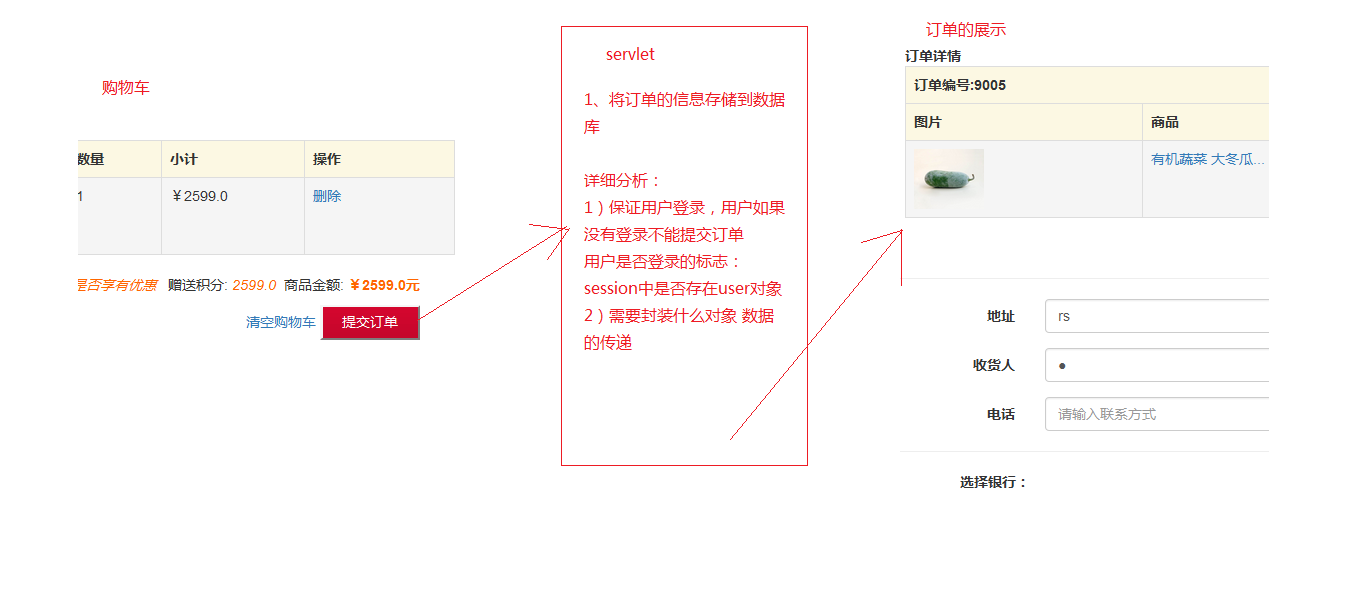 购物车
数量 小计 操作
1 ￥2599.0 删除
是否享有优惠 赠送积分: 2599.0 商品金额: ￥2599.0元
清空购物车 提交订单
servlet
1、将订单的信息存储到数据
库
详细分析：
1）保证用户登录，用户如果
没有登录不能提交订单
用户是否登录的标志：
session中是否存在user对象
2）需要封装什么对象 数据
的传递
订单的展示
订单详情
订单编号:9005
图片 商品
有机蔬菜 大冬瓜...
地址 rs
收货人
电话 请输入联系方式
选择银行：